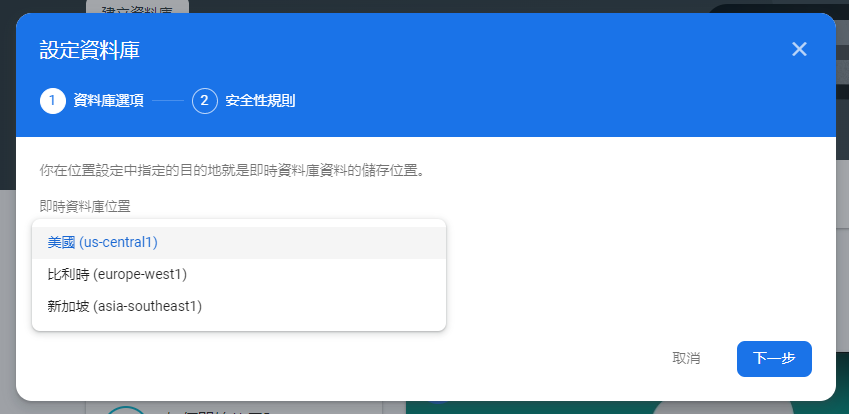 建立資料庫
設定資料庫
1 資料庫選項
2 安全性規則
你在位置設定中指定的目的地就是即時資料庫資料的儲存位置。
即時資料庫位置
美國 (us-central1)
比利時 (europe-west1)
新加坡 (asia-southeast1)
取消
下一步